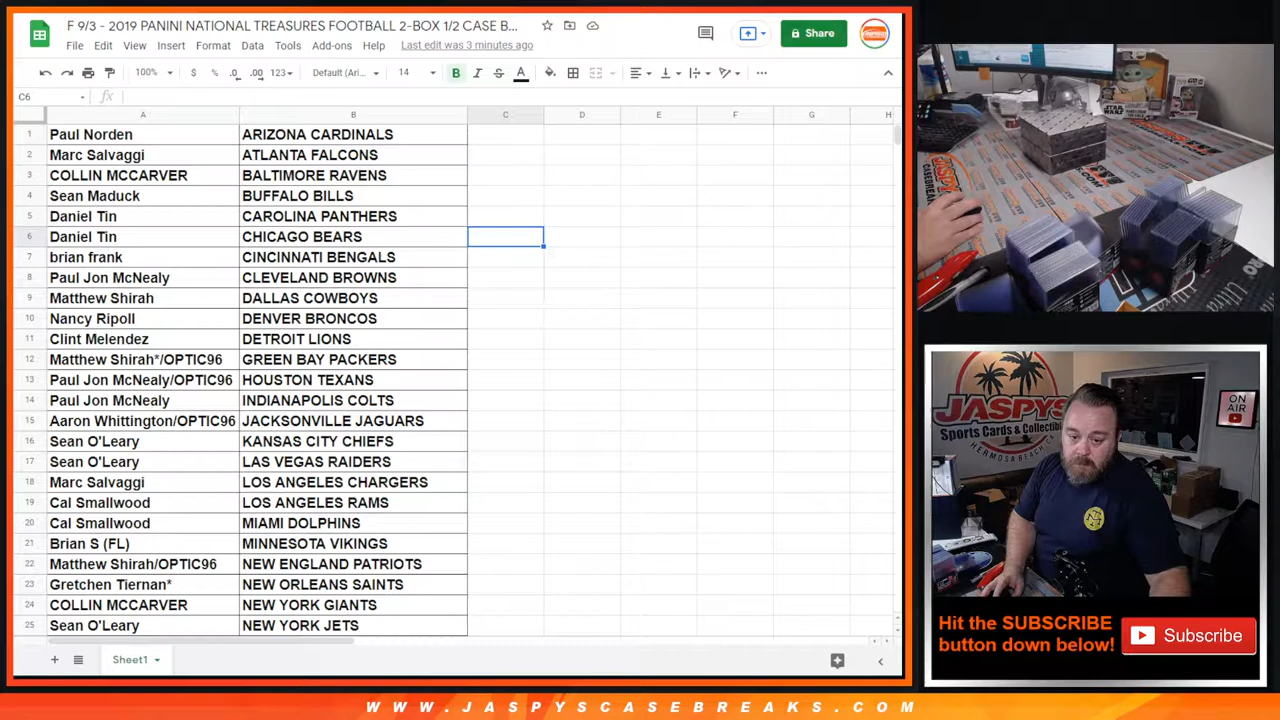 F 9/3 - 2019 PANINI NATIONAL TREASURES FOOTBALL 2-BOX 1/2 CASE B...
File Edit View Insert Format Data Tools Add-ons Help Last edit was 3 minutes ago
Share
100% $ % .0 .00 123 Default (Ari... 14 B I S A
C6 fx
A B C D E F G H
1 Paul Norden ARIZONA CARDINALS
2 Marc Salvaggi ATLANTA FALCONS
3 COLLIN MCCARVER BALTIMORE RAVENS
4 Sean Maduck BUFFALO BILLS
5 Daniel Tin CAROLINA PANTHERS
6 Daniel Tin CHICAGO BEARS
7 brian frank CINCINNATI BENGALS
8 Paul Jon McNealy CLEVELAND BROWNS
9 Matthew Shirah DALLAS COWBOYS
10 Nancy Ripoll DENVER BRONCOS
11 Clint Melendez DETROIT LIONS
12 Matthew Shirah*/OPTIC96 GREEN BAY PACKERS
13 Paul Jon McNealy/OPTIC96 HOUSTON TEXANS
14 Paul Jon McNealy INDIANAPOLIS COLTS
15 Aaron Whittington/OPTIC96 JACKSONVILLE JAGUARS
16 Sean O'Leary KANSAS CITY CHIEFS
17 Sean O'Leary LAS VEGAS RAIDERS
18 Marc Salvaggi LOS ANGELES CHARGERS
19 Cal Smallwood LOS ANGELES RAMS
20 Cal Smallwood MIAMI DOLPHINS
21 Brian S (FL) MINNESOTA VIKINGS
22 Matthew Shirah/OPTIC96 NEW ENGLAND PATRIOTS
23 Gretchen Tiernan* NEW ORLEANS SAINTS
24 COLLIN MCCARVER NEW YORK GIANTS
25 Sean O'Leary NEW YORK JETS
Sheet1
STAR WARS
JASPYS
Sports Cards & Collectibles
HERMOSA BEACH
ON AIR
Hit the SUBSCRIBE
button down below!
Subscribe
WWW.JASPYSCASEBREAKS.COM